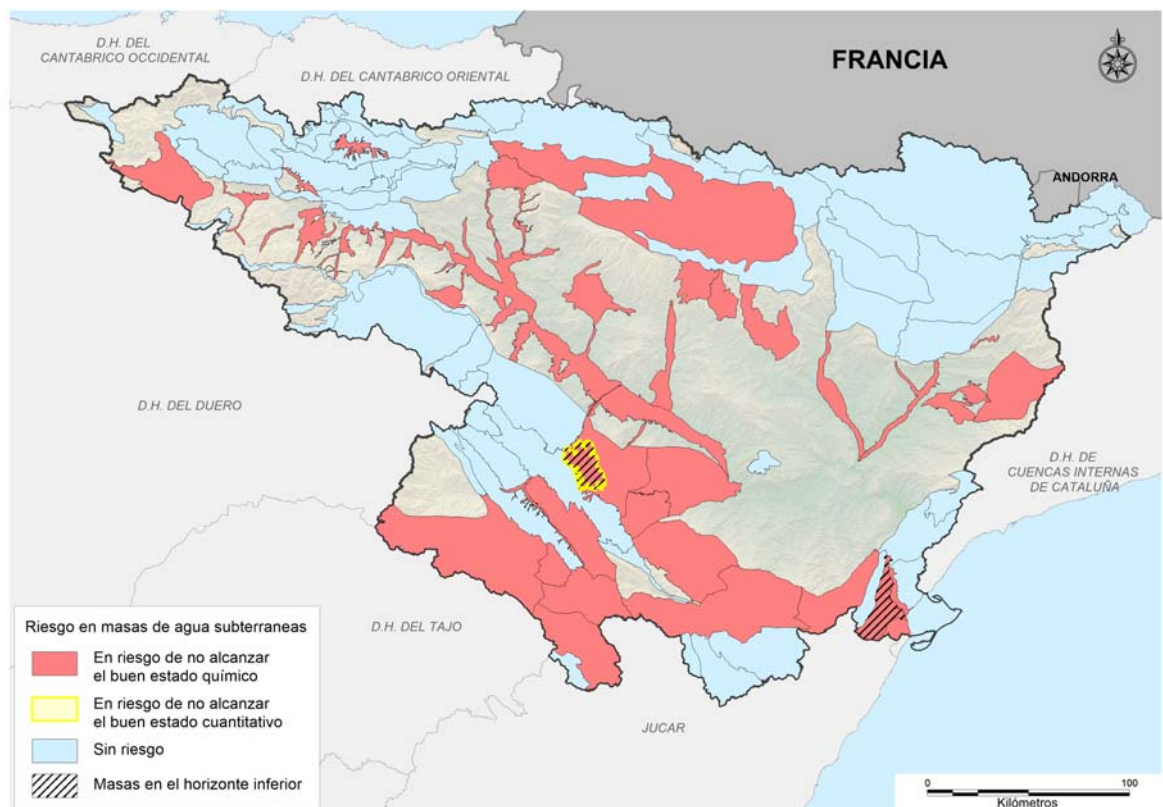 D.H. DEL
CANTABRICO OCCIDENTAL
D.H. DEL CANTABRICO ORIENTAL
FRANCIA
ANDORRA
D.H. DEL DUERO
D.H. DE
CUENCAS INTERNAS
DE CATALUÑA
D.H. DEL TAJO
JUCAR
Riesgo en masas de agua subterraneas
En riesgo de no alcanzar
el buen estado químico
En riesgo de no alcanzar
el buen estado cuantitativo
Sin riesgo
Masas en el horizonte inferior
0 100
Kilómetros